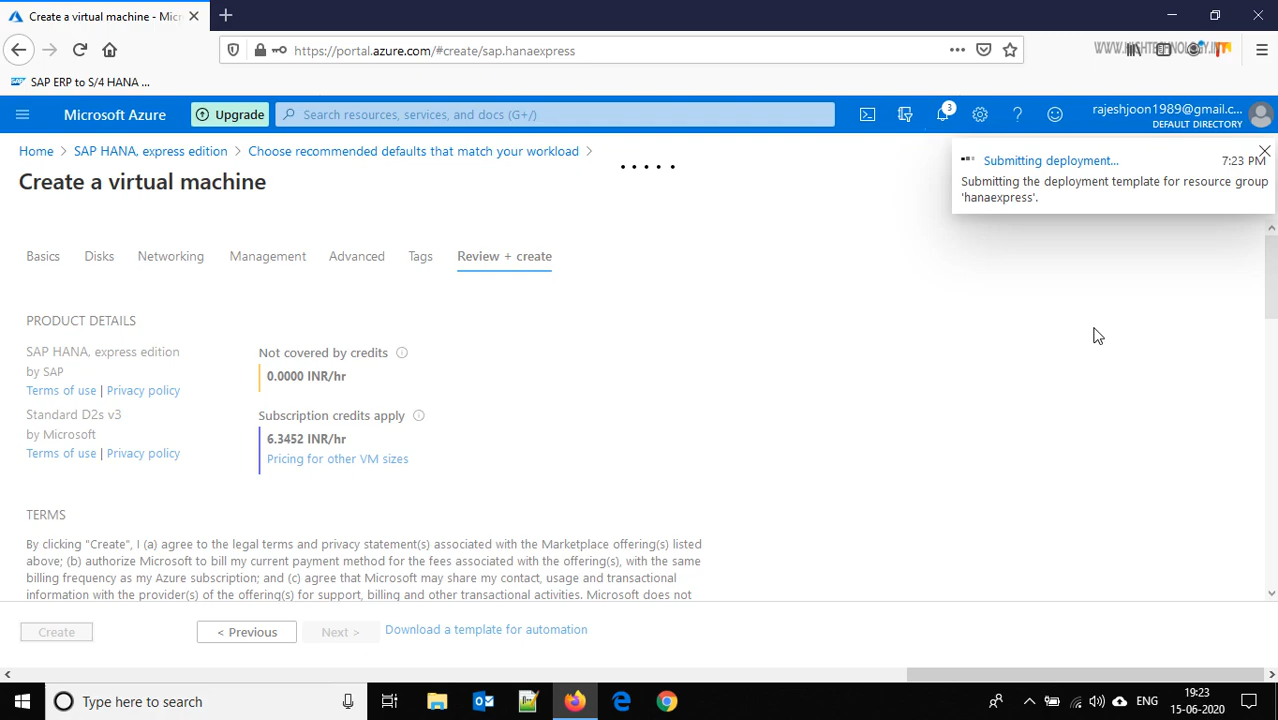 Create a virtual machine - Micr
https://portal.azure.com/#create/sap.hanaexpress
SAP ERP to S/4 HANA ...
Microsoft Azure
Upgrade
Search resources, services, and docs (G+/)
3
rajeshjoon1989@gmail.c...
DEFAULT DIRECTORY
Home > SAP HANA, express edition > Choose recommended defaults that match your workload >
Create a virtual machine
Submitting deployment...
7:23 PM
Submitting the deployment template for resource group
'hanaexpress'.
Basics Disks Networking Management Advanced Tags Review + create
PRODUCT DETAILS
SAP HANA, express edition
by SAP
Terms of use | Privacy policy
Not covered by credits
0.0000 INR/hr
Standard D2s v3
by Microsoft
Terms of use | Privacy policy
Subscription credits apply
6.3452 INR/hr
Pricing for other VM sizes
TERMS
By clicking "Create", I (a) agree to the legal terms and privacy statement(s) associated with the Marketplace offering(s) listed
above; (b) authorize Microsoft to bill my current payment method for the fees associated with the offering(s), with the same
billing frequency as my Azure subscription; and (c) agree that Microsoft may share my contact, usage and transactional
information with the provider(s) of the offering(s) for support, billing and other transactional activities. Microsoft does not
Create
< Previous
Next >
Download a template for automation
Type here to search
ENG
19:23
15-06-2020